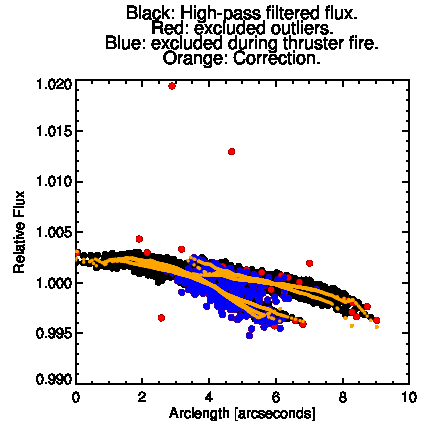 Black: High-pass filtered flux.
Red: excluded outliers.
Blue: excluded during thruster fire.
Orange: Correction.
1.020
1.015
1.010
1.005
1.000
0.995
0.990
Relative Flux
0 2 4 6 8 10
Arclength [arcseconds]